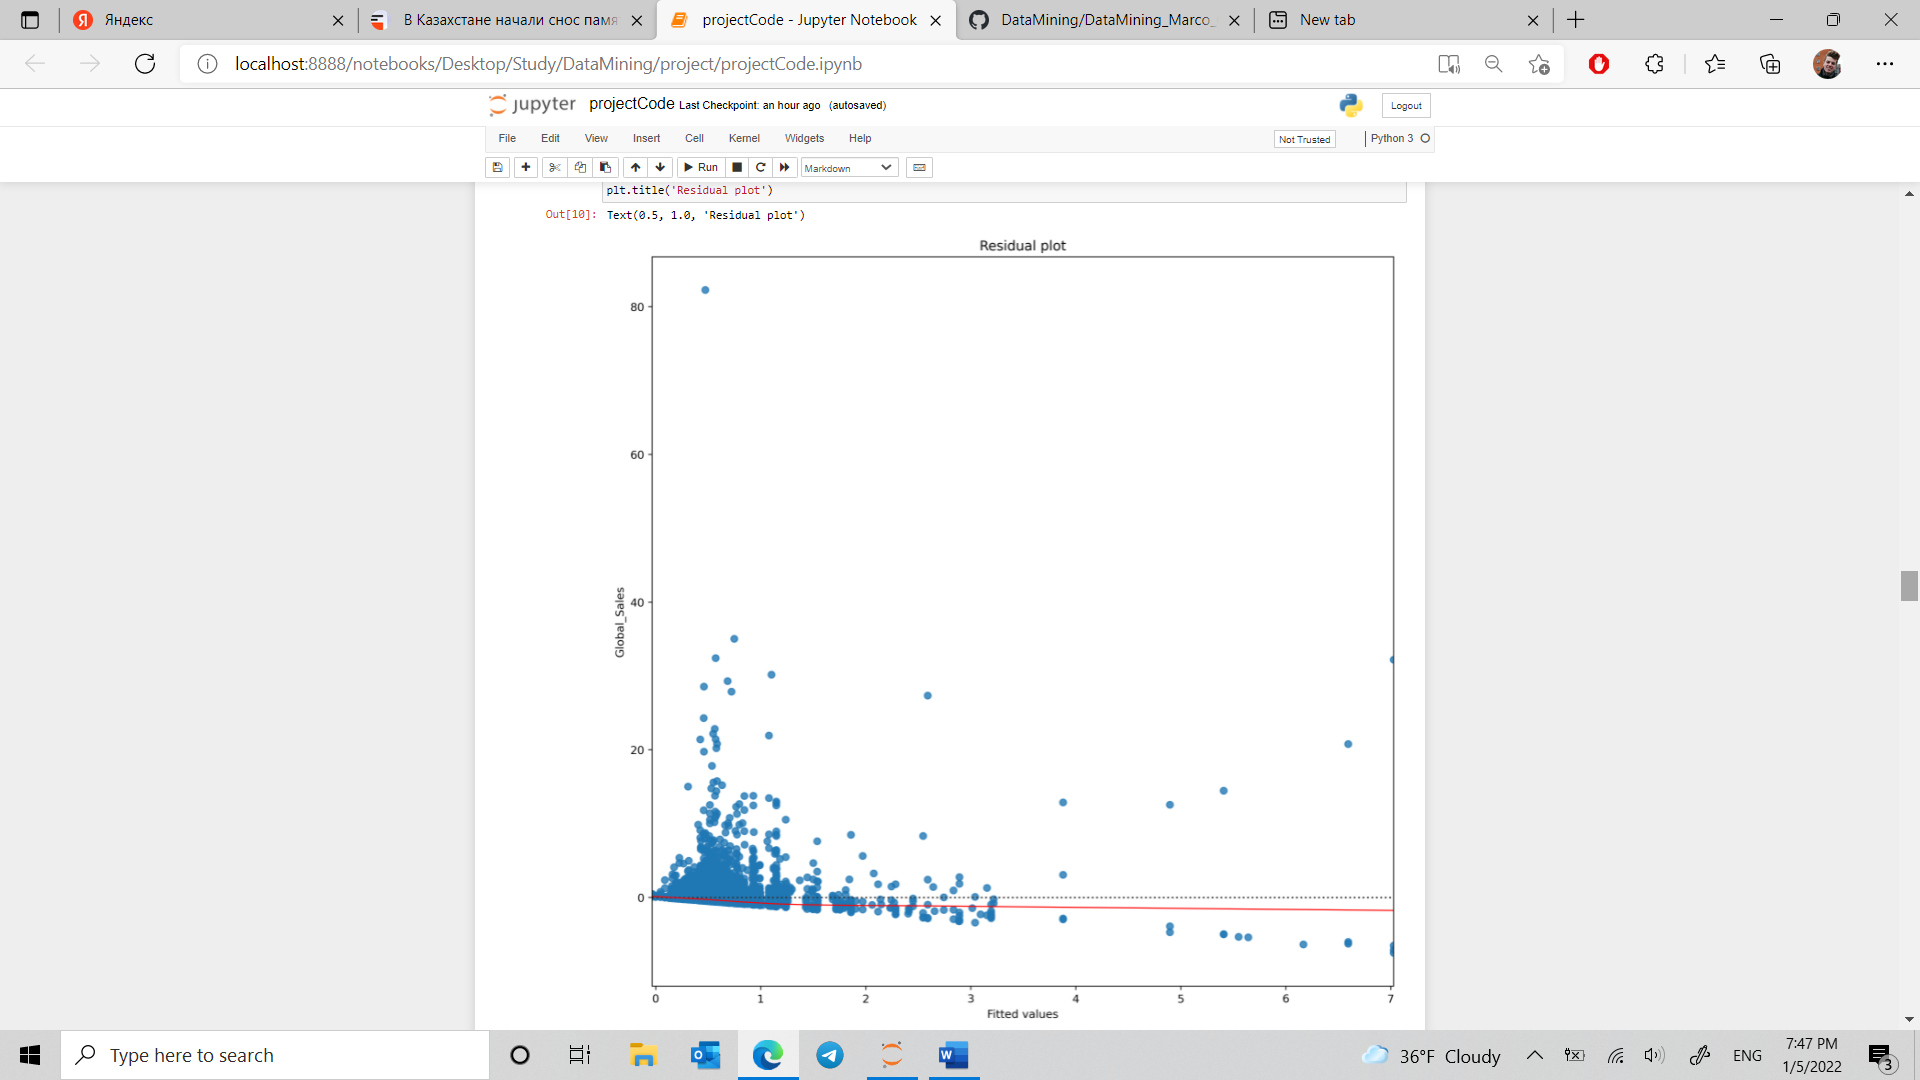 Яндекс
В Казахстане начали снос памя
projectCode - Jupyter Notebook
DataMining/DataMining_Marco_
New tab
localhost:8888/notebooks/Desktop/Study/DataMining/project/projectCode.ipynb
jupyter projectCode Last Checkpoint: an hour ago (autosaved)
Logout
File Edit View Insert Cell Kernel Widgets Help
Not Trusted
Python 3
Run
Markdown
plt.title('Residual plot')
Out[10]: Text(0.5, 1.0, 'Residual plot')
Residual plot
80
60
40
20
0
Global_Sales
0 1 2 3 4 5 6 7
Fitted values
Type here to search
36°F Cloudy
ENG
7:47 PM
1/5/2022
3